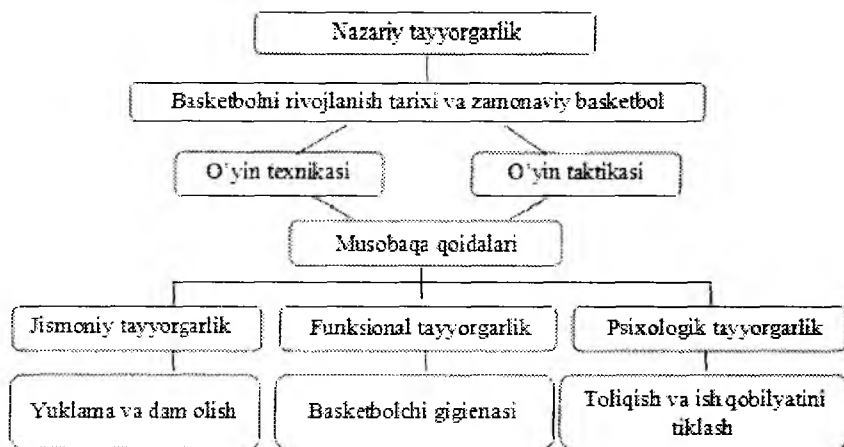 Nazariy tayyorgarlik
Basketbolni rivojlanish tarixi va zamonaviy basketbol
O'yin texnikasi
O'yin taktikasi
Musobaqa qoidalari
Jismoniy tayyorgarlik
Funksional tayyorgarlik
Psixologik tayyorgarlik
Yuklama va dam olish
Basketbolchi gigienasi
Toliqish va ish qobilyatini
tiklash